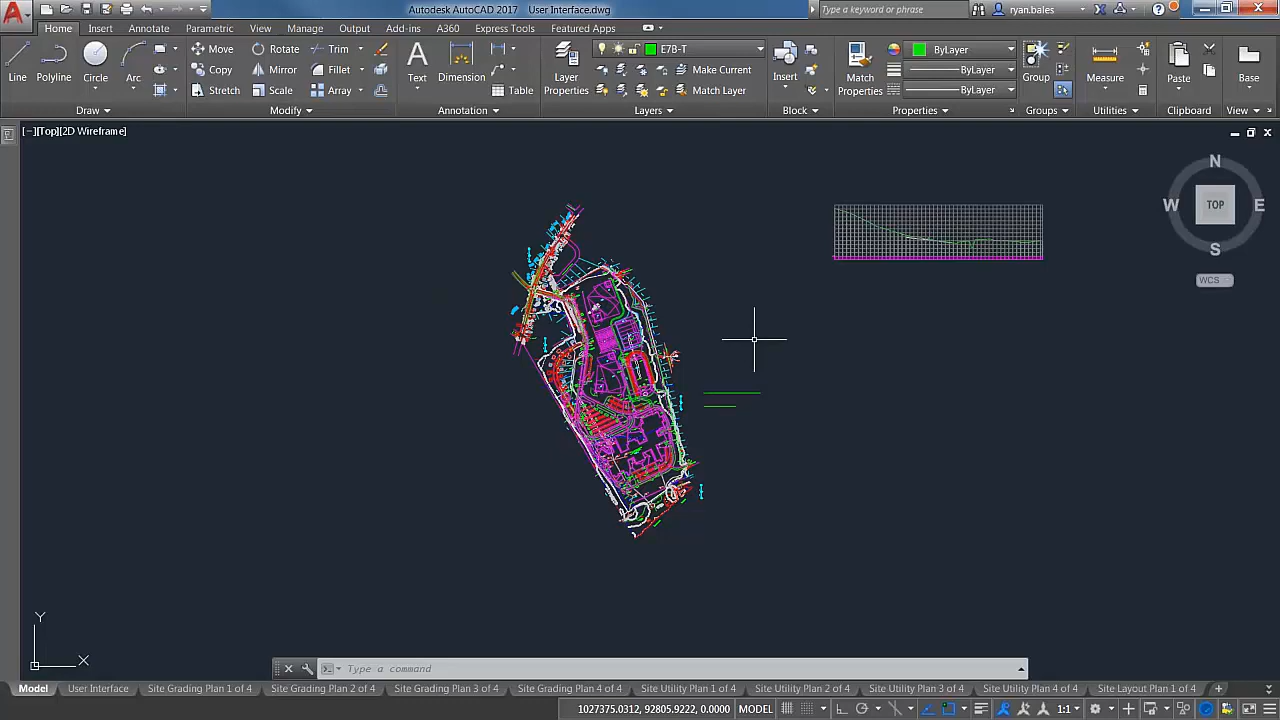 Autodesk AutoCAD 2017 User Interface.dwg
Type a keyword or phrase
ryan.bales
Home Insert Annotate Parametric View Manage Output Add-ins A360 Express Tools Featured Apps
Line
Polyline
Circle
Arc
Move
Rotate
Trim
Copy
Mirror
Fillet
Stretch
Scale
Array
Text
Dimension
Table
Layer
Properties
E7B-T
Make Current
Match Layer
Insert
Match
Properties
ByLayer
ByLayer
ByLayer
Group
Measure
Paste
Base
Draw
Modify
Annotation
Layers
Block
Properties
Groups
Utilities
Clipboard
View
[−][Top][2D Wireframe]
N
W TOP E
S
WCS
Y
X
Type a command
Model User Interface Site Grading Plan 1 of 4 Site Grading Plan 2 of 4 Site Grading Plan 3 of 4 Site Grading Plan 4 of 4 Site Utility Plan 1 of 4 Site Utility Plan 2 of 4 Site Utility Plan 3 of 4 Site Utility Plan 4 of 4 Site Layout Plan 1 of 4
1027375.0312, 92805.9222, 0.0000 MODEL 1:1